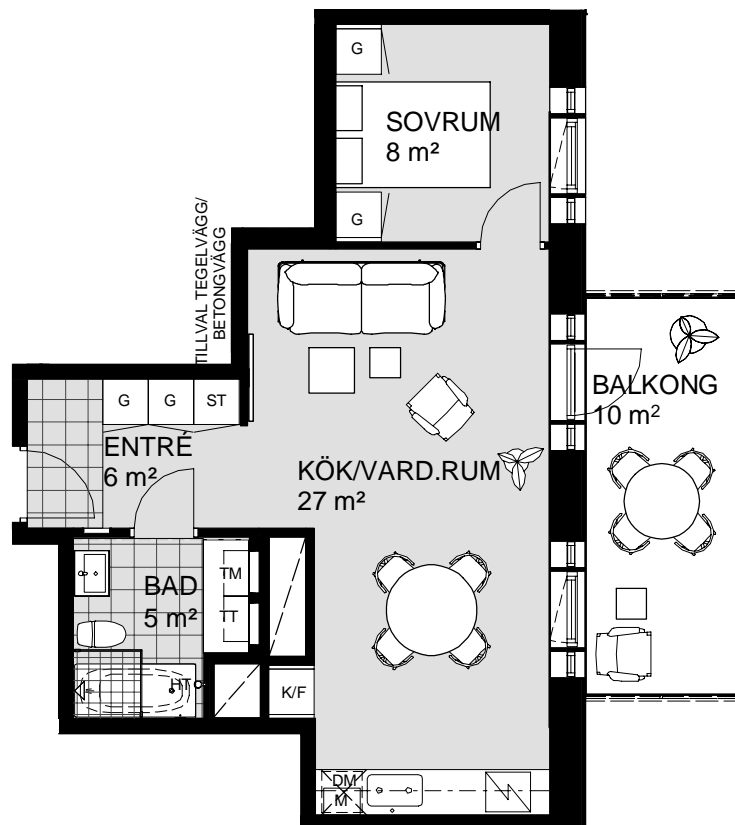 G
SOVRUM
8 m²
G
TILLVAL TEGELVÄGG/
BETONGVÄGG
G G ST
ENTRÉ
6 m²
BALKONG
10 m²
KÖK/VARD.RUM
27 m²
BAD
5 m²
TM
TT
HT
K/F
DM
M